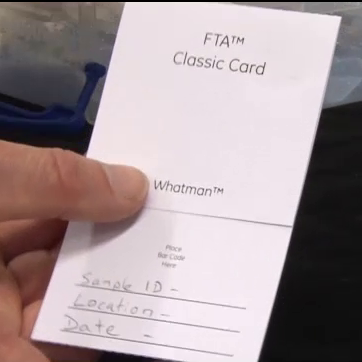 FTA™
Classic Card
Whatman™
Place
Bar Code
Here
Sample ID -
Location -
Date -